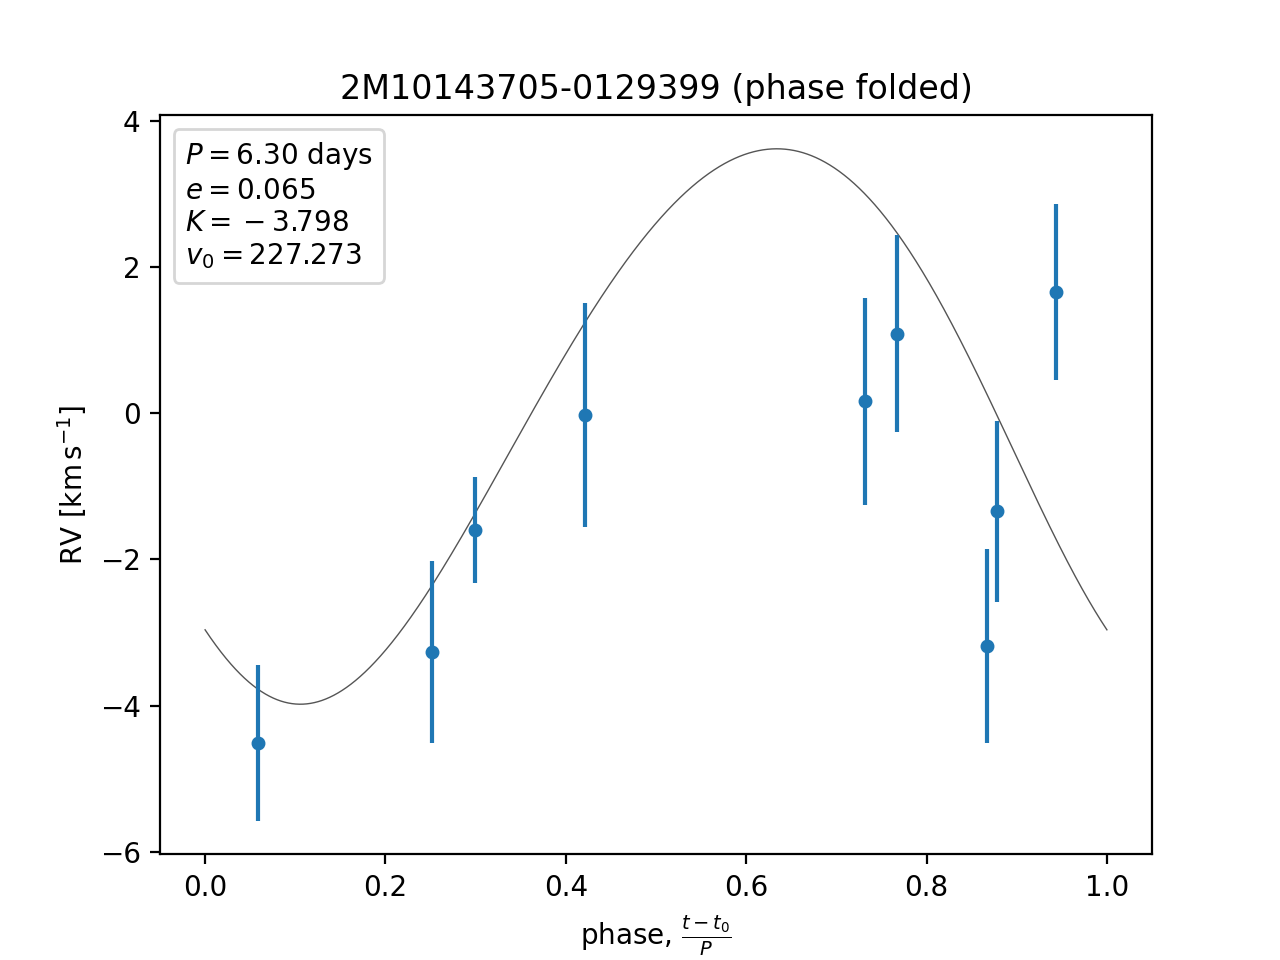 2M10143705-0129399 (phase folded)
P = 6.30 days
e = 0.065
K = −3.798
v₀ = 227.273
4
2
0
−2
−4
−6
RV [km s⁻¹]
0.0 0.2 0.4 0.6 0.8 1.0
phase, (t − t₀)/P